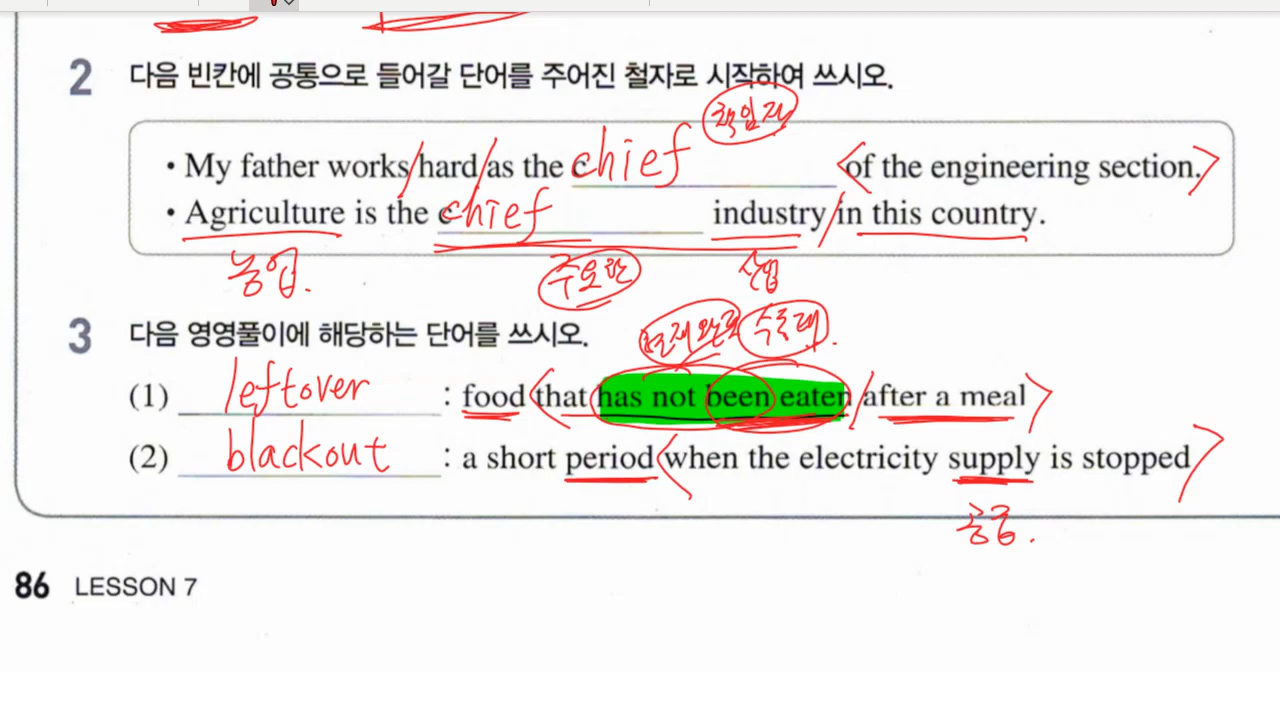 2 다음 빈칸에 공통으로 들어갈 단어를 주어진 철자로 시작하여 쓰시오.
책임자
• My father works/hard/as the chief <of the engineering section.>
• Agriculture is the chief industry/in this country.
농업. 주요한 산업
3 다음 영영풀이에 해당하는 단어를 쓰시오.
현재완료 수동태.
(1) leftover : food <that has not been eaten/after a meal>
(2) blackout : a short period <when the electricity supply is stopped>
공급.
86 LESSON 7